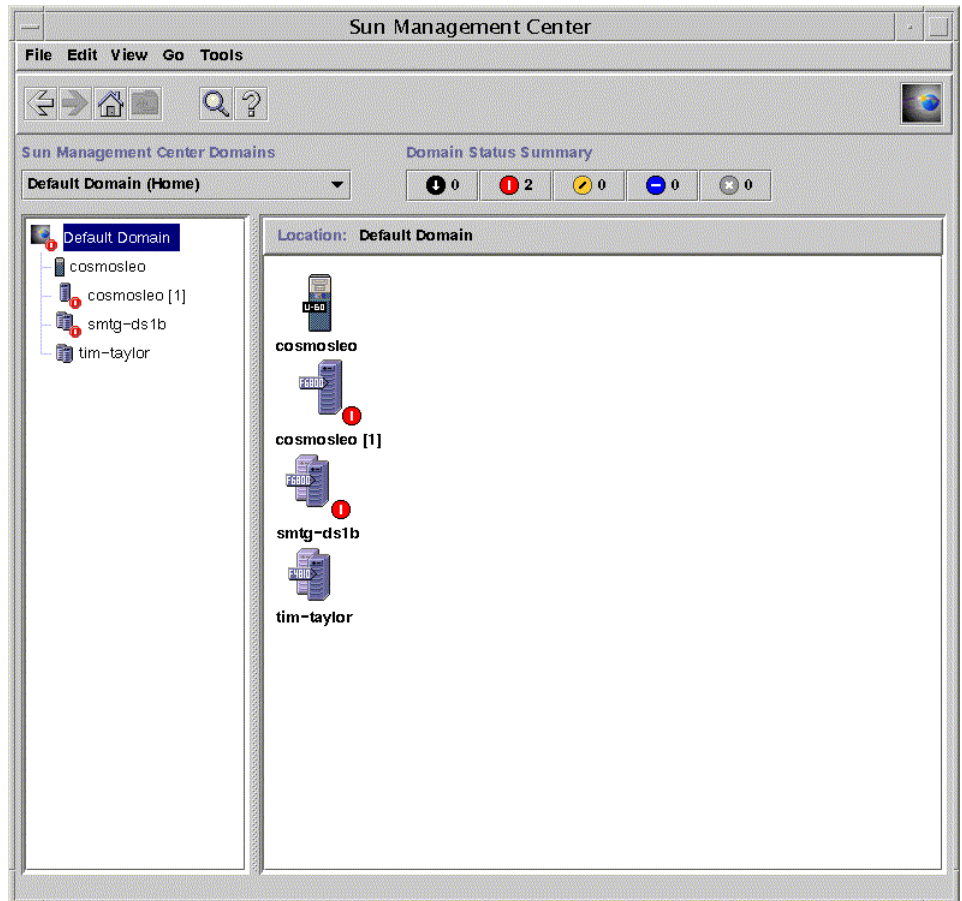 Sun Management Center
File Edit View Go Tools
Sun Management Center Domains
Domain Status Summary
Default Domain (Home)
0 2 0 0 0
Default Domain
cosmosleo
cosmosleo [1]
smtg-ds1b
tim-taylor
Location: Default Domain
U-60
cosmosleo
F6800
cosmosleo [1]
F6800
smtg-ds1b
F4810
tim-taylor